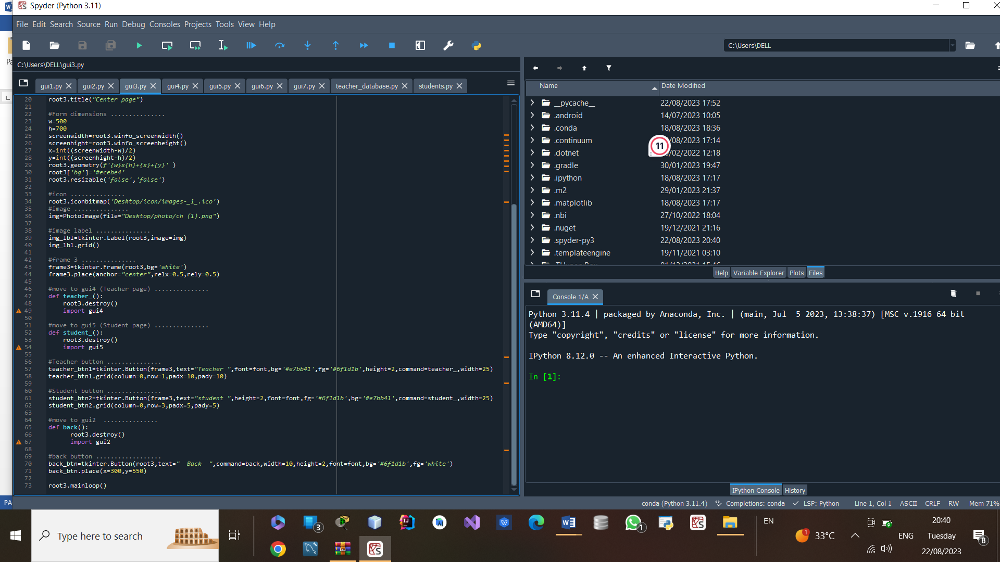 Spyder (Python 3.11)
File Edit Search Source Run Debug Consoles Projects Tools View Help
C:\Users\DELL
C:\Users\DELL\gui3.py
gui1.py gui2.py gui3.py gui4.py gui5.py gui6.py gui7.py teacher_database.py students.py
20 root3.title("Center page")
21
22 #Form dimensions ...............
23 w=500
24 h=700
25 screenwidth=root3.winfo_screenwidth()
26 screenhight=root3.winfo_screenheight()
27 x=int((screenwidth-w)/2)
28 y=int((screenhight-h)/2)
29 root3.geometry(f'{w}x{h}+{x}+{y}' )
30 root3['bg']='#ecebe4'
31 root3.resizable('false','false')
32
33 #icon ...............
34 root3.iconbitmap('Desktop/icon/images-_1_.ico')
35 #image ...............
36 img=PhotoImage(file="Desktop/photo/ch (1).png")
37
38 #image label ...............
39 img_lbl=tkinter.Label(root3,image=img)
40 img_lbl.grid()
41
42 #frame 3 ...............
43 frame3=tkinter.Frame(root3,bg='white')
44 frame3.place(anchor="center",relx=0.5,rely=0.5)
45
46 #move to gui4 (Teacher page) ...............
47 def teacher_():
48 root3.destroy()
49 import gui4
50
51 #move to gui5 (Student page) ...............
52 def student_():
53 root3.destroy()
54 import gui5
55
56 #Teacher button ...............
57 teacher_btn1=tkinter.Button(frame3,text="Teacher ",font=font,bg='#e7bb41',fg='#6f1d1b',height=2,command=teacher_,width=25)
58 teacher_btn1.grid(column=0,row=1,padx=10,pady=10)
59
60 #Student button ...............
61 student_btn2=tkinter.Button(frame3,text="student ",height=2,font=font,fg='#6f1d1b',bg='#e7bb41',command=student_,width=25)
62 student_btn2.grid(column=0,row=3,padx=5,pady=5)
63
64 #move to gui2  ...............
65 def back():
66 root3.destroy()
67 import gui2
68
69 #back button ..................
70 back_btn=tkinter.Button(root3,text="  Back  ",command=back,width=10,height=2,font=font,bg='#6f1d1b',fg='white')
71 back_btn.place(x=300,y=550)
72
73 root3.mainloop()
Name Date Modified
__pycache__ 22/08/2023 17:52
.android 14/07/2023 10:05
.conda 18/08/2023 18:36
.continuum /08/2023 17:14
.dotnet /02/2022 12:18
.gradle 30/01/2023 19:47
.ipython 18/08/2023 17:17
.m2 29/01/2023 21:37
.matplotlib 18/08/2023 17:17
.nbi 27/10/2022 18:04
.nuget 19/12/2021 21:16
.spyder-py3 22/08/2023 20:40
.templateengine 19/11/2021 03:10
11
Help Variable Explorer Plots Files
Console 1/A
Python 3.11.4 | packaged by Anaconda, Inc. | (main, Jul  5 2023, 13:38:37) [MSC v.1916 64 bit
(AMD64)]
Type "copyright", "credits" or "license" for more information.
IPython 8.12.0 -- An enhanced Interactive Python.
In [1]:
IPython Console History
PA
conda (Python 3.11.4) Completions: conda LSP: Python Line 1, Col 1 ASCII CRLF RW Mem 71%
Type here to search
3
1
EN
1
33°C
ENG
20:40
Tuesday
22/08/2023
8